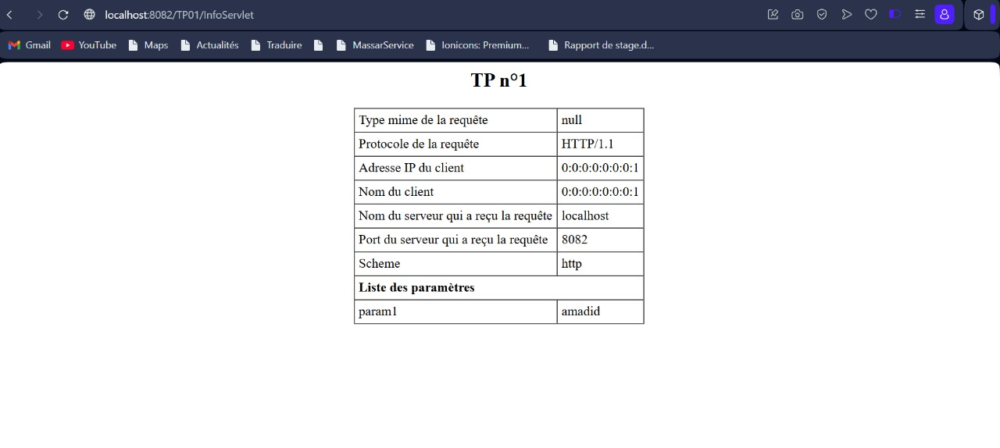 localhost:8082/TP01/InfoServlet
Gmail YouTube Maps Actualités Traduire MassarService Ionicons: Premium... Rapport de stage.d...
TP n°1
Type mime de la requête null
Protocole de la requête HTTP/1.1
Adresse IP du client 0:0:0:0:0:0:0:1
Nom du client 0:0:0:0:0:0:0:1
Nom du serveur qui a reçu la requête localhost
Port du serveur qui a reçu la requête 8082
Scheme http
Liste des paramètres
param1 amadid